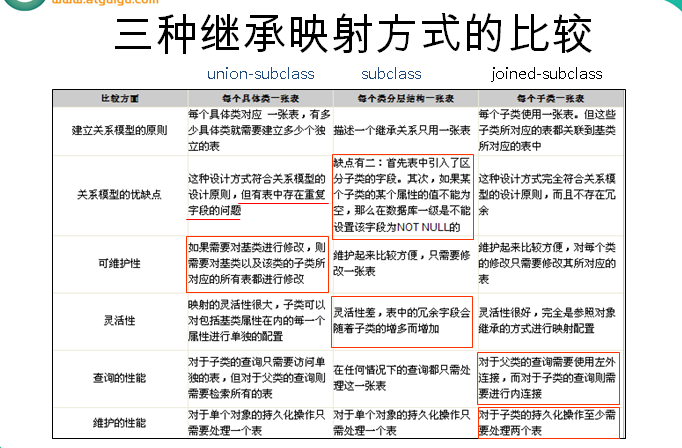 www.atguigu.com
三种继承映射方式的比较
union-subclass subclass joined-subclass
比较方面 每个具体类一张表 每个类分层结构一张表 每个子类一张表
建立关系模型的原则
每个具体类对应 一张表，有多
少具体类就需要建立多少个独
立的表
描述一个继承关系只用一张表
每个子类使用一张表。但这些
子类所对应的表都关联到基类
所对应的表中
关系模型的优缺点
这种设计方式符合关系模型的
设计原则，但有表中存在重复
字段的问题
缺点有二：首先表中引入了区
分子类的字段。其次，如果某
个子类的某个属性的值不能为
空，那么在数据库一级是不能
设置该字段为NOT NULL的
这种设计方式完全符合关系模
型的设计原则，而且不存在冗
余
可维护性
如果需要对基类进行修改，则
需要对基类以及该类的子类所
对应的所有表都进行修改
维护起来比较方便，只需要修
改一张表
维护起来比较方便，对每个类
的修改只需要修改其所对应的
表
灵活性
映射的灵活性很大，子类可以
对包括基类属性在内的每一个
属性进行单独的配置
灵活性差，表中的冗余字段会
随着子类的增多而增加
灵活性很好，完全是参照对象
继承的方式进行映射配置
查询的性能
对于子类的查询只需要访问单
独的表，但对于父类的查询则
需要检索所有的表
在任何情况下的查询都只需处
理这一张表
对于父类的查询需要使用左外
连接，而对于子类的查询则需
要进行内连接
维护的性能
对于单个对象的持久化操作只
需要处理一个表
对于单个对象的持久化操作只
需要处理一个表
对于子类的持久化操作至少需
要处理两个表